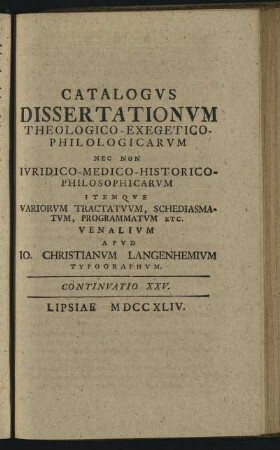 CATALOGVS
DISSERTATIONVM
THEOLOGICO-EXEGETICO-
PHILOLOGICARVM
NEC NON
IVRIDICO-MEDICO-HISTORICO-
PHILOSOPHICARVM
ITEMQVE
VARIORVM TRACTATVVM, SCHEDIASMA-
TVM, PROGRAMMATVM ETC.
VENALIVM
APVD
IO. CHRISTIANVM LANGENHEMIVM
TYPOGRAPHVM.
CONTINVATIO XXV.
LIPSIAE MDCCXLIV.